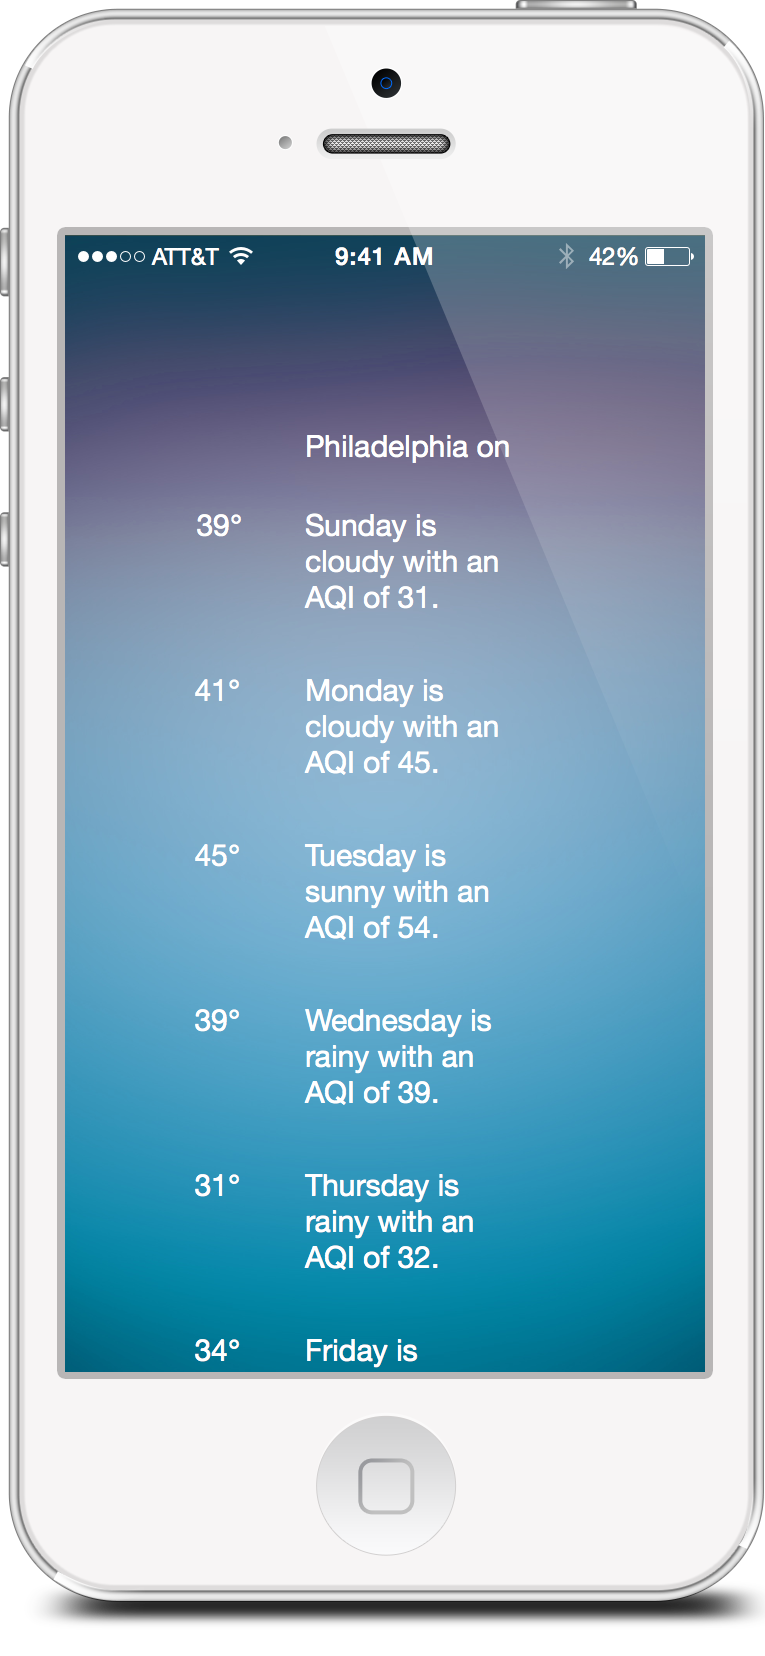 ATT&T 9:41 AM 42%
Philadelphia on
39° Sunday is
cloudy with an
AQI of 31.
41° Monday is
cloudy with an
AQI of 45.
45° Tuesday is
sunny with an
AQI of 54.
39° Wednesday is
rainy with an
AQI of 39.
31° Thursday is
rainy with an
AQI of 32.
34° Friday is